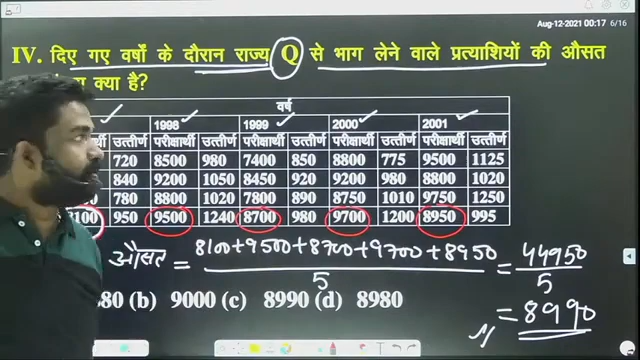 Aug-12-2021 00:17 6/16
IV. दिए गए वर्षों के दौरान राज्य Q से भाग लेने वाले प्रत्याशियों की औसत
क्या है?
वर्ष
1998 1999 2000 2001
उत्तीर्ण परीक्षार्थी उत्तीर्ण परीक्षार्थी उत्तीर्ण परीक्षार्थी उत्तीर्ण परीक्षार्थी उत्तीर्ण
720 8500 980 7400 850 8800 775 9500 1125
840 9200 1050 8450 920 9200 980 8800 1020
780 8800 1020 7800 890 8750 1010 9750 1250
8100 950 9500 1240 8700 980 9700 1200 8950 995
औसत = 8100+9500+8700+9700+8950 / 5 = 44950 / 5
= 8990
(b) 9000 (c) 8990 (d) 8980